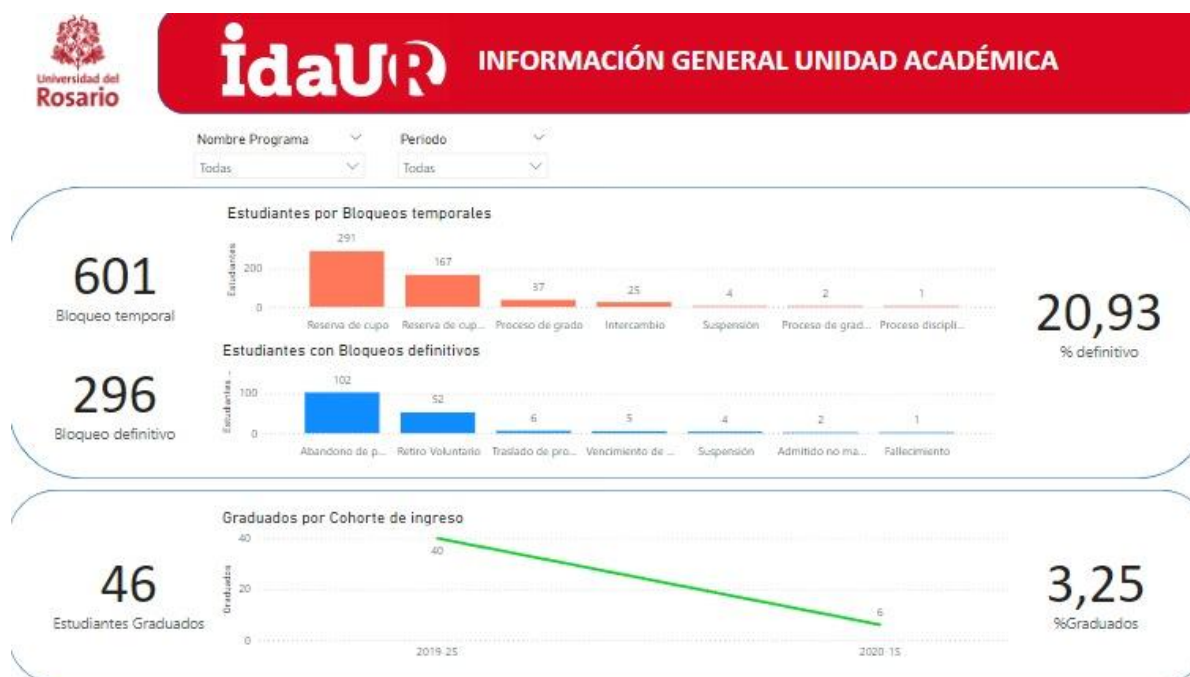 Universidad del
Rosario
IdaUR
INFORMACIÓN GENERAL UNIDAD ACADÉMICA
Nombre Programa
Periodo
Todas
Todas
Estudiantes por Bloqueos temporales
601
Bloqueo temporal
Estudiantes
200
0
291
167
37
25
4
2
1
Reserva de cupo
Reserva de cup...
Proceso de grado
Intercambio
Suspensión
Proceso de grad...
Proceso discipli...
20,93
% definitivo
Estudiantes con Bloqueos definitivos
296
Bloqueo definitivo
Estudiantes ...
100
0
102
52
6
5
4
2
1
Abandono de p...
Retiro Voluntario
Traslado de pro...
Vencimiento de ...
Suspensión
Admitido no ma...
Fallecimiento
Graduados por Cohorte de ingreso
46
Estudiantes Graduados
Graduados
40
20
0
40
6
2019-2S
2020-1S
3,25
%Graduados